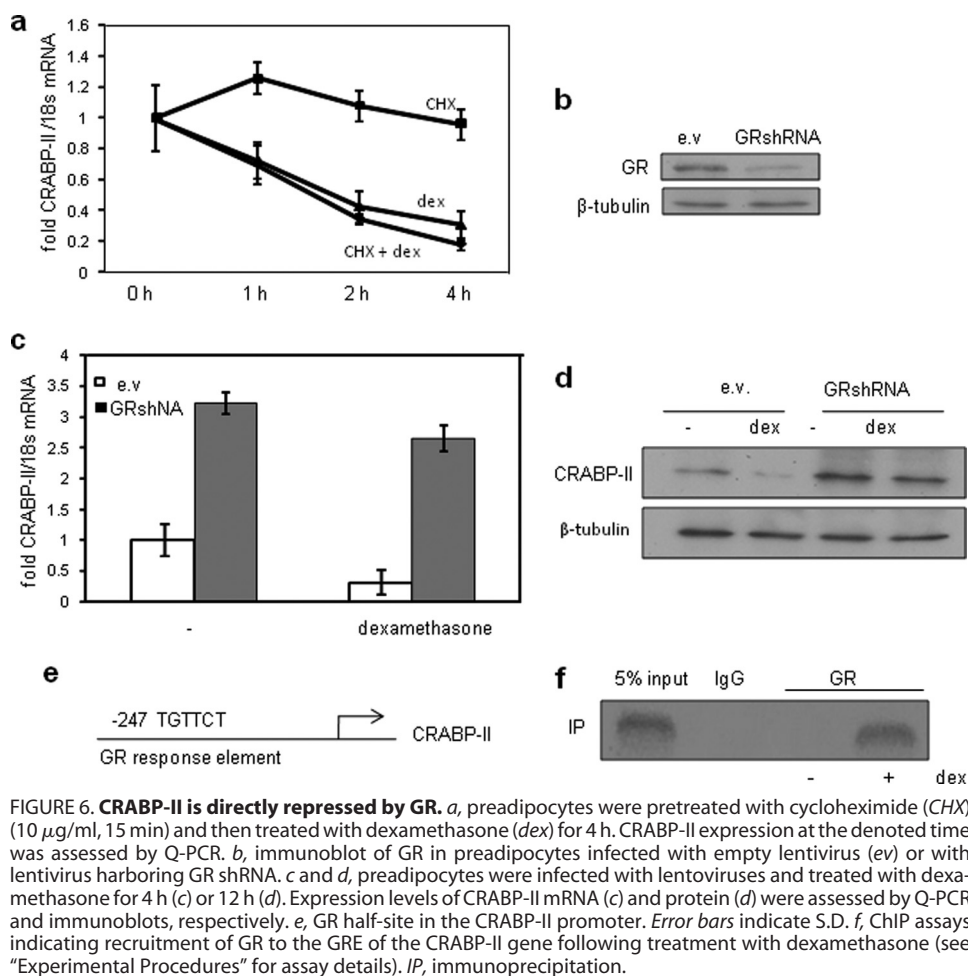 a
fold CRABP-II/18s mRNA
1.6
1.4
1.2
1
0.8
0.6
0.4
0.2
0
CHX
dex
CHX + dex
0 h 1 h 2 h 4 h
b
e.v GRshRNA
GR
β-tubulin
c
fold CRABP-II/18s mRNA
4
3.5
3
2.5
2
1.5
1
0.5
0
e.v
GRshNA
- dexamethasone
d
e.v. GRshRNA
- dex - dex
CRABP-II
β-tubulin
e
-247 TGTTCT
CRABP-II
GR response element
f
5% input IgG GR
IP
- + dex
FIGURE 6. CRABP-II is directly repressed by GR. a, preadipocytes were pretreated with cycloheximide (CHX)
(10 μg/ml, 15 min) and then treated with dexamethasone (dex) for 4 h. CRABP-II expression at the denoted time
was assessed by Q-PCR. b, immunoblot of GR in preadipocytes infected with empty lentivirus (ev) or with
lentivirus harboring GR shRNA. c and d, preadipocytes were infected with lentoviruses and treated with dexa-
methasone for 4 h (c) or 12 h (d). Expression levels of CRABP-II mRNA (c) and protein (d) were assessed by Q-PCR
and immunoblots, respectively. e, GR half-site in the CRABP-II promoter. Error bars indicate S.D. f, ChIP assays
indicating recruitment of GR to the GRE of the CRABP-II gene following treatment with dexamethasone (see
"Experimental Procedures" for assay details). IP, immunoprecipitation.